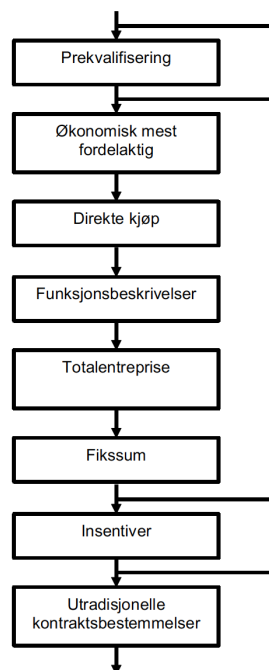 Prekvalifisering
Økonomisk mest
fordelaktig
Direkte kjøp
Funksjonsbeskrivelser
Totalentreprise
Fikssum
Insentiver
Utradisjonelle
kontraktsbestemmelser